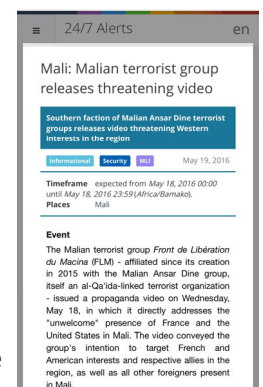 ≡ 24/7 Alerts en
Mali: Malian terrorist group
releases threatening video
Southern faction of Malian Ansar Dine terrorist
groups releases video threatening Western
Interests in the region
Informational Security MLI May 19, 2016
Timeframe expected from May 18, 2016 00:00
until May 18, 2016 23:59 (Africa/Bamako).
Places Mali
Event
The Malian terrorist group Front de Libération
du Macina (FLM) - affiliated since its creation
in 2015 with the Malian Ansar Dine group,
itself an al-Qa'ida-linked terrorist organization
- issued a propaganda video on Wednesday,
May 18, in which it directly addresses the
"unwelcome" presence of France and the
United States in Mali. The video conveyed the
group's intention to target French and
American interests and respective allies in the
region, as well as all other foreigners present
in Mali.